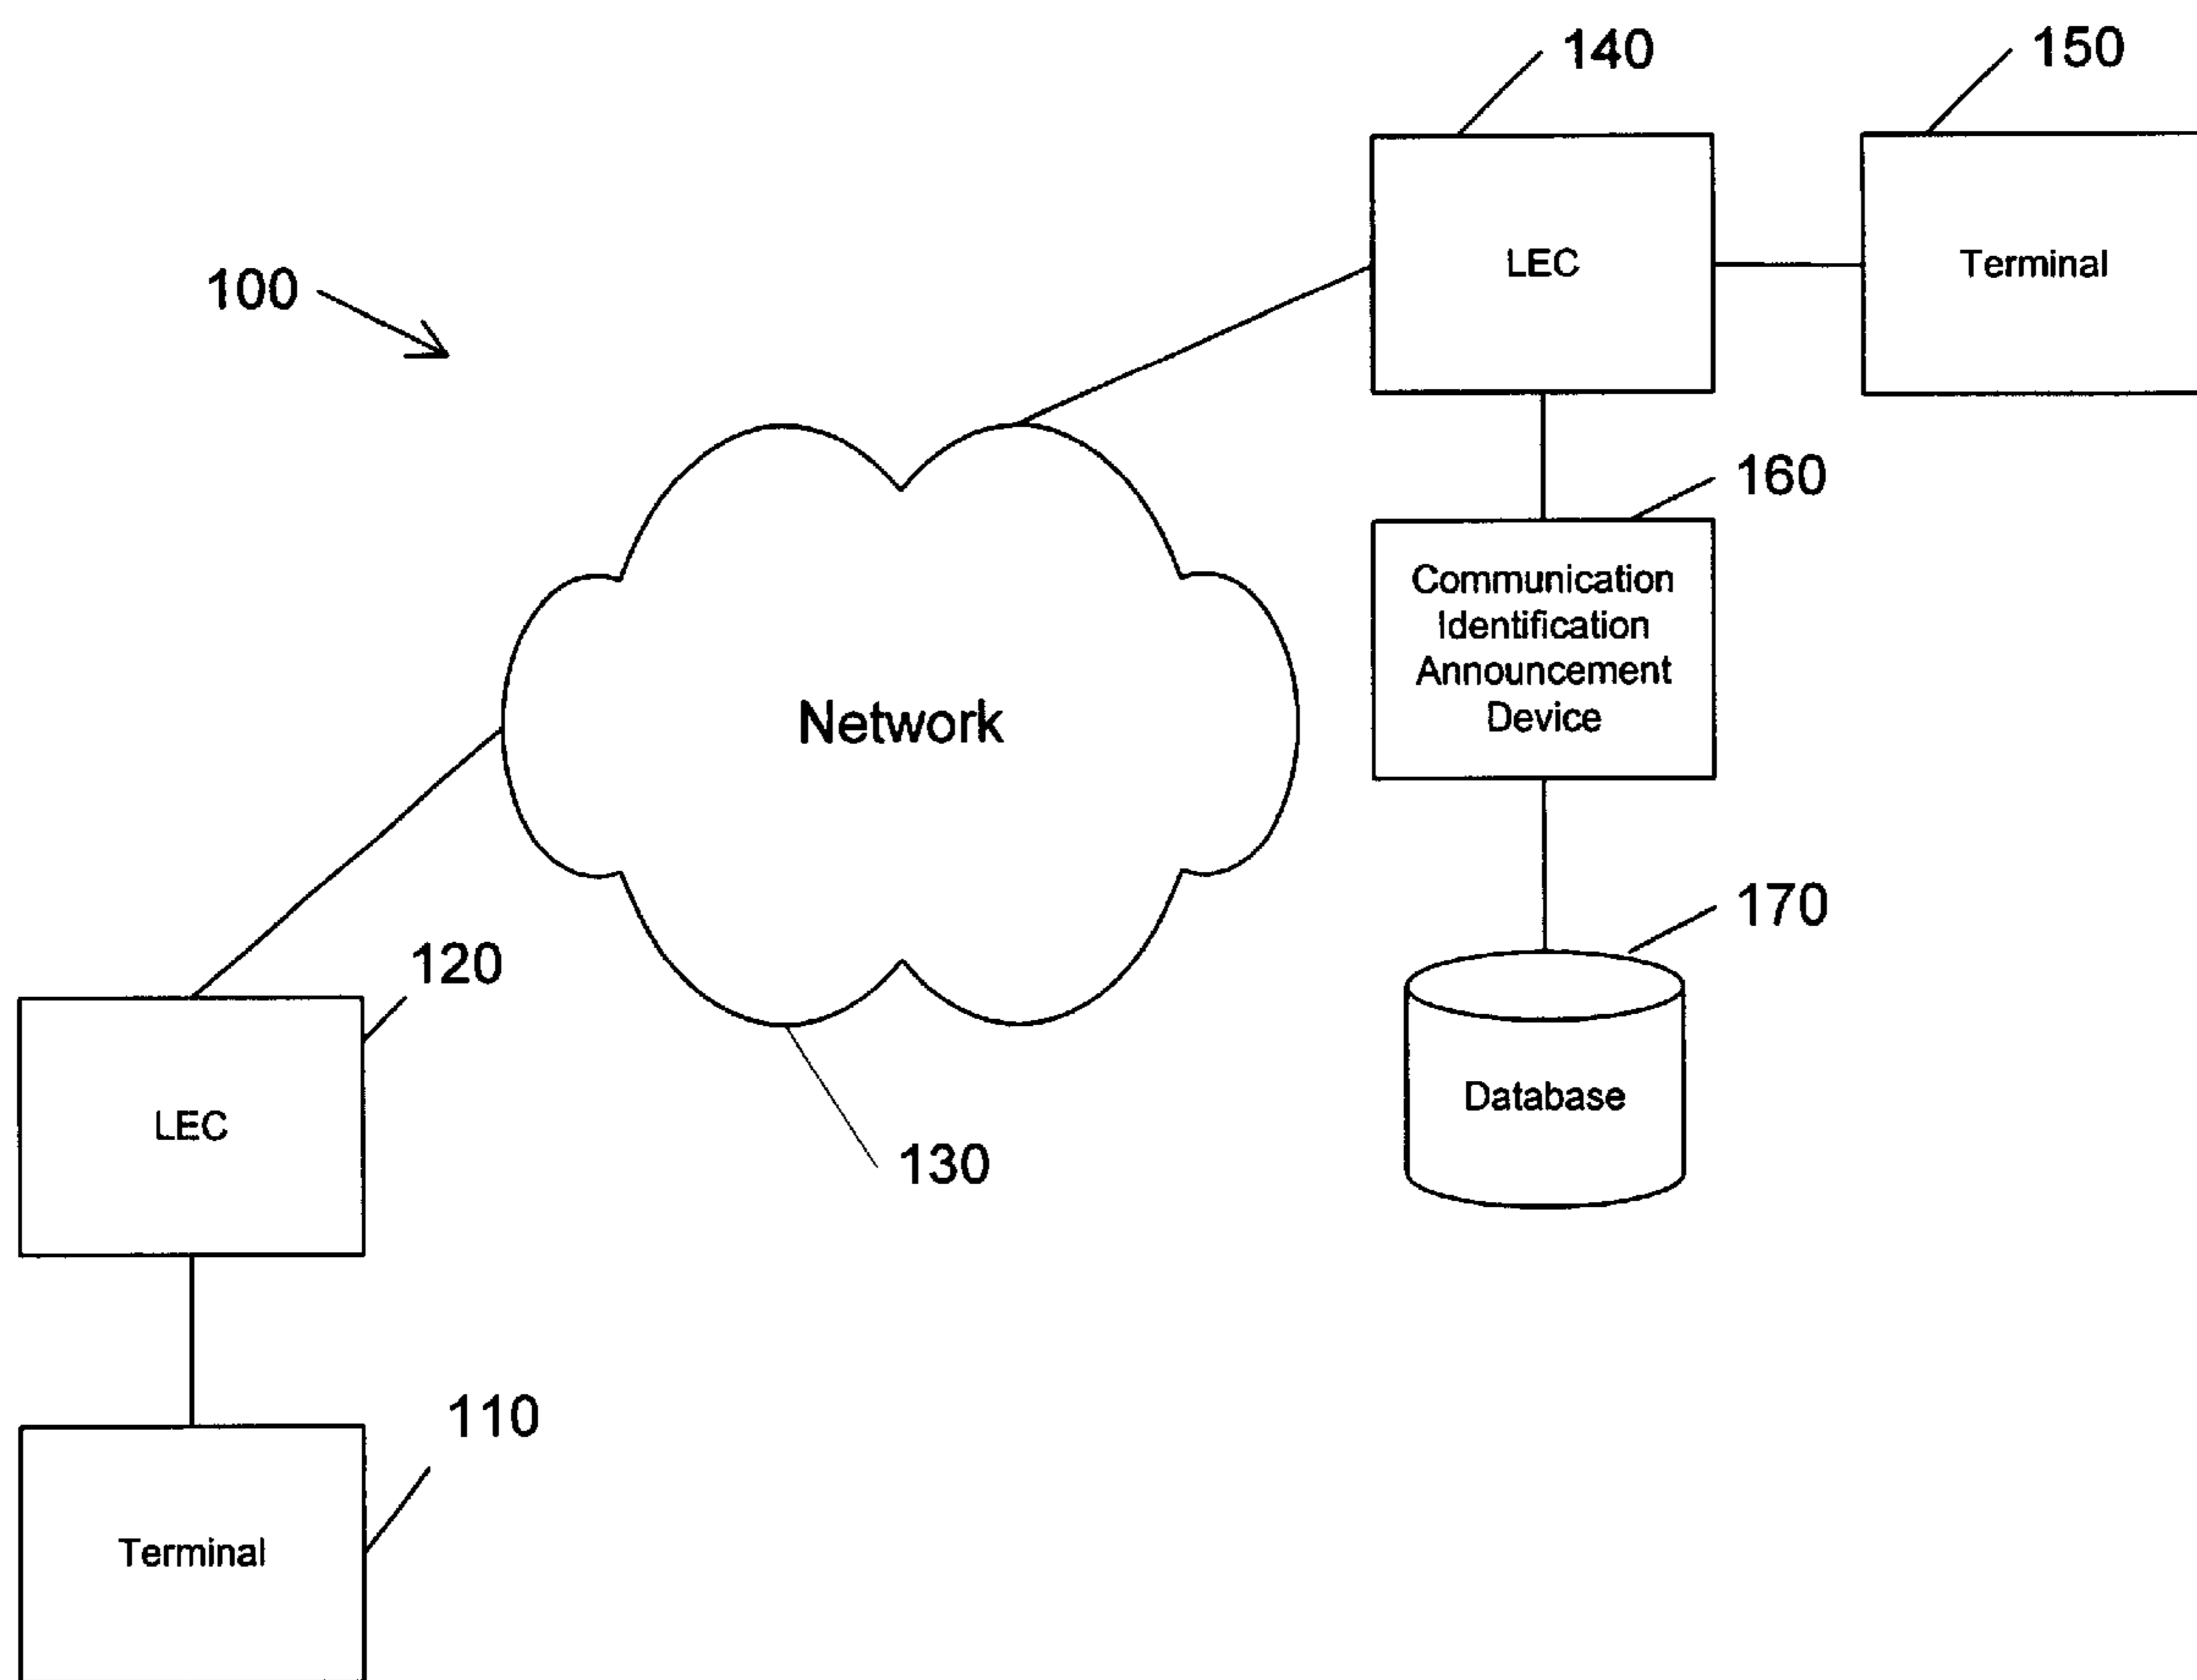 140
150
100
LEC
Terminal
160
Communication
Identification
Announcement
Device
Network
170
120
Database
LEC
130
110
Terminal